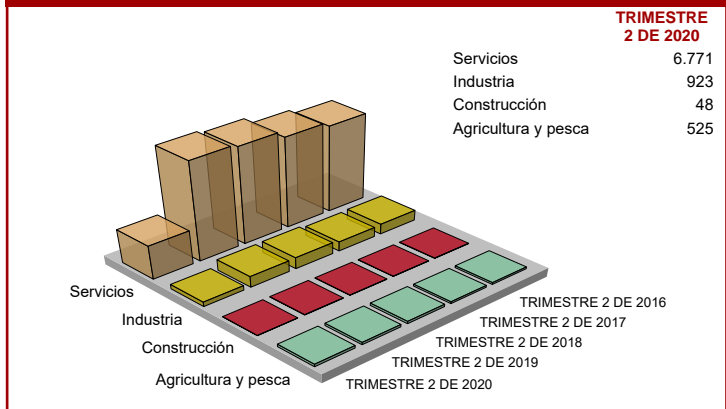 TRIMESTRE
2 DE 2020
Servicios 6.771
Industria 923
Construcción 48
Agricultura y pesca 525
Servicios
Industria
Construcción
Agricultura y pesca
TRIMESTRE 2 DE 2016
TRIMESTRE 2 DE 2017
TRIMESTRE 2 DE 2018
TRIMESTRE 2 DE 2019
TRIMESTRE 2 DE 2020